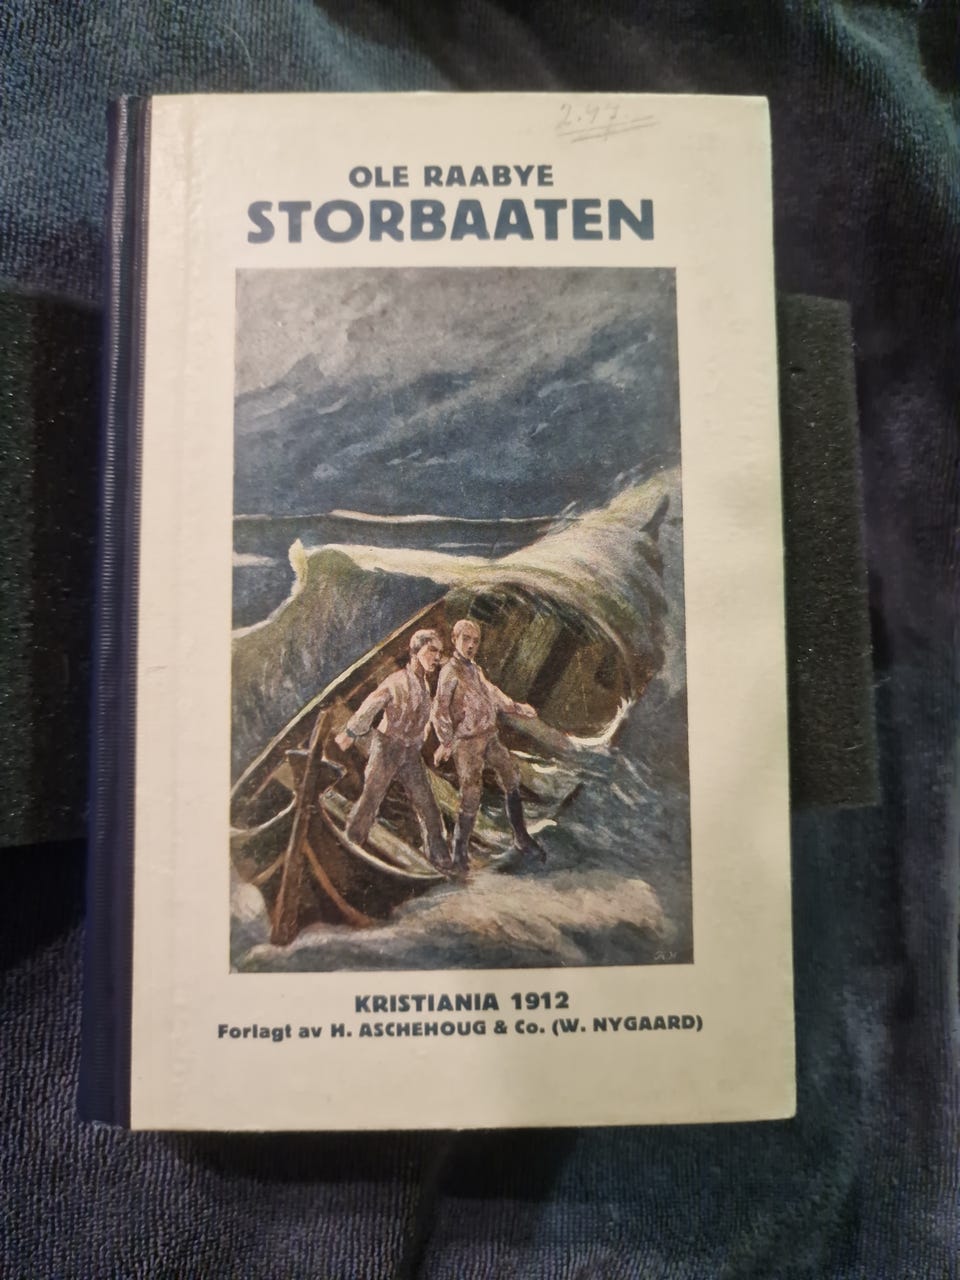 2.47.
OLE RAABYE
STORBAATEN
KRISTIANIA 1912
Forlagt av H. ASCHEHOUG & Co. (W. NYGAARD)